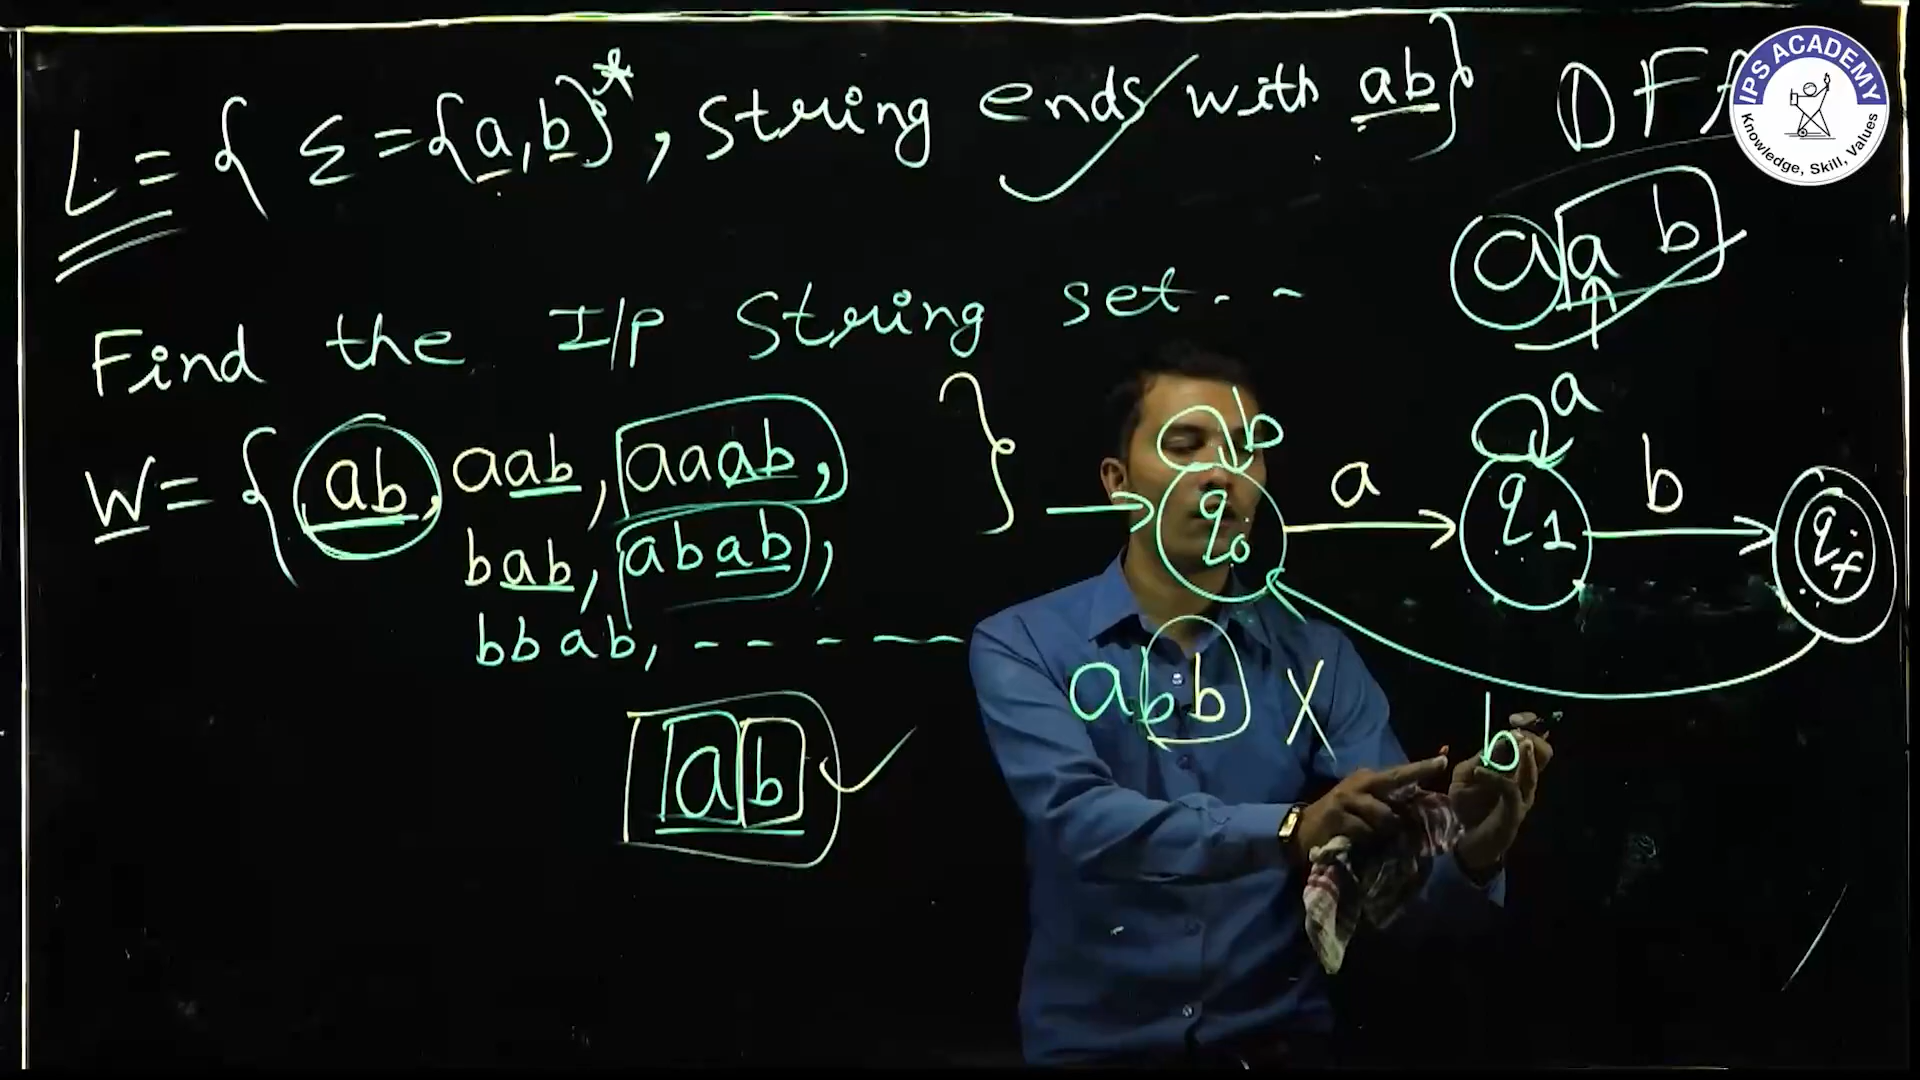 L = { Σ = {a,b}*, string ends with ab} DFA
IPS ACADEMY
Knowledge, Skill, Values
a a b
Find the I/P string set- -
W = { ab, aab, aaab, }
bab, abab,
bbab, - - - - -
b a
q0 a q1 b qf
abb X
b
ab ✓